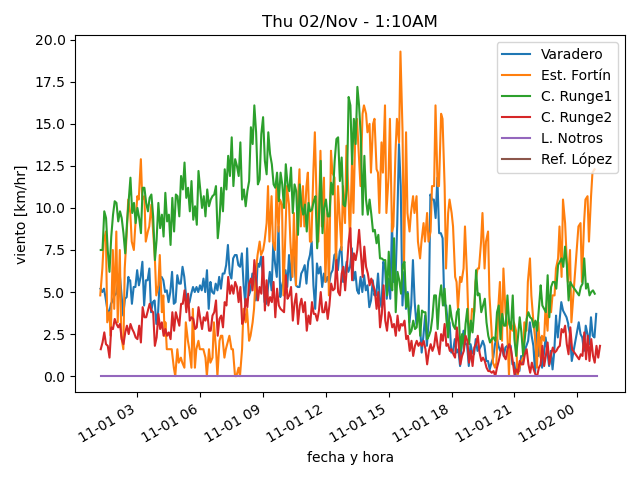 Thu 02/Nov - 1:10AM
viento [km/hr]
20.0
17.5
15.0
12.5
10.0
7.5
5.0
2.5
0.0
Varadero
Est. Fortín
C. Runge1
C. Runge2
L. Notros
Ref. López
11-01 03
11-01 06
11-01 09
11-01 12
11-01 15
11-01 18
11-01 21
11-02 00
fecha y hora